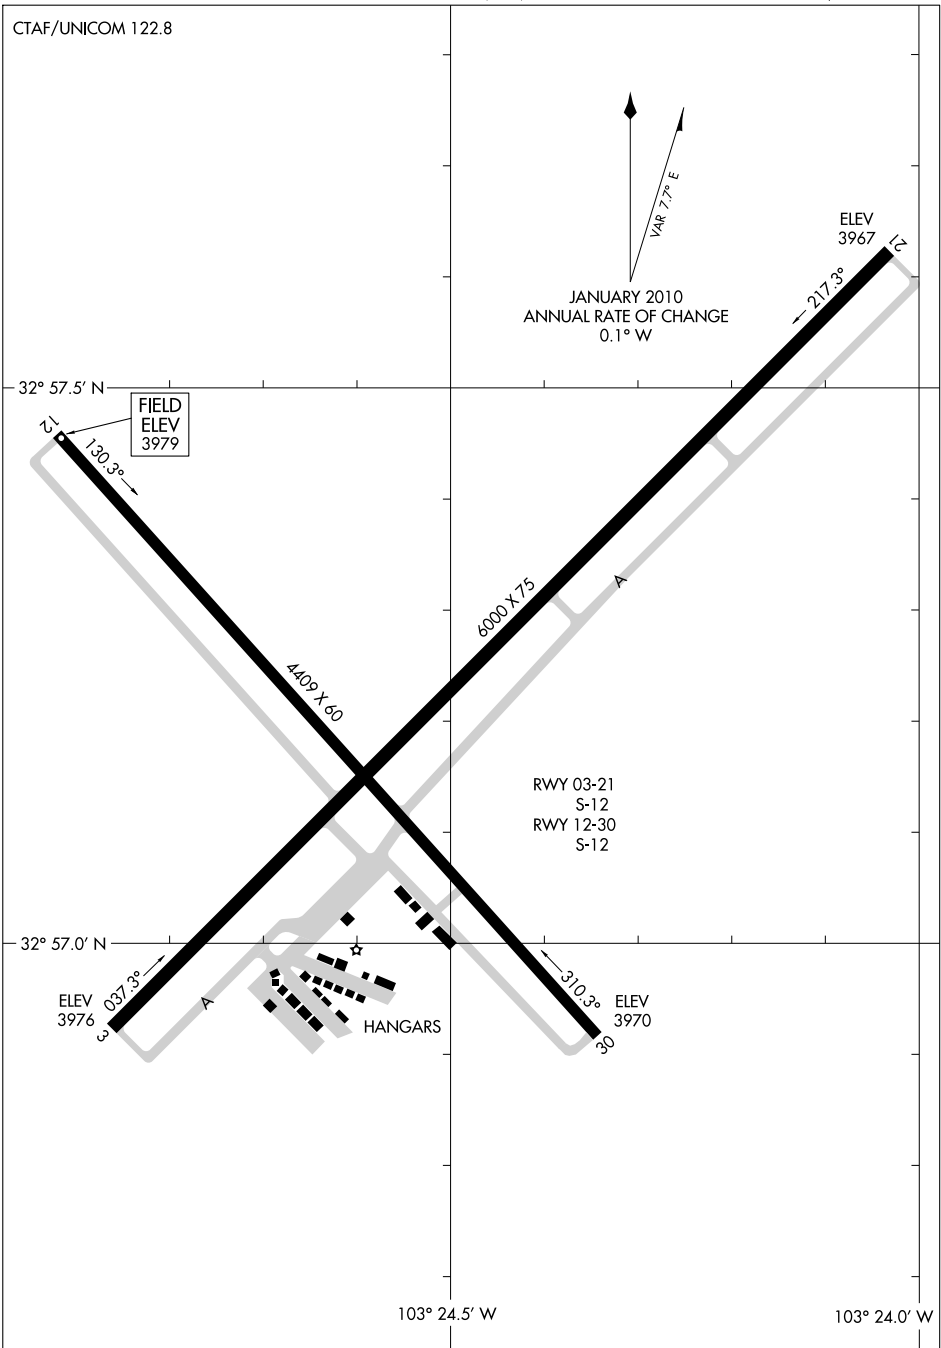 CTAF/UNICOM 122.8
VAR 7.7° E
JANUARY 2010
ANNUAL RATE OF CHANGE
0.1° W
ELEV
3967
21
217.3°
32° 57.5' N
FIELD
ELEV
3979
12
130.3°
6000 X 75
A
4409 X 60
RWY 03-21
S-12
RWY 12-30
S-12
32° 57.0' N
037.3°
310.3°
ELEV
3976
3
A
HANGARS
ELEV
3970
30
103° 24.5' W
103° 24.0' W